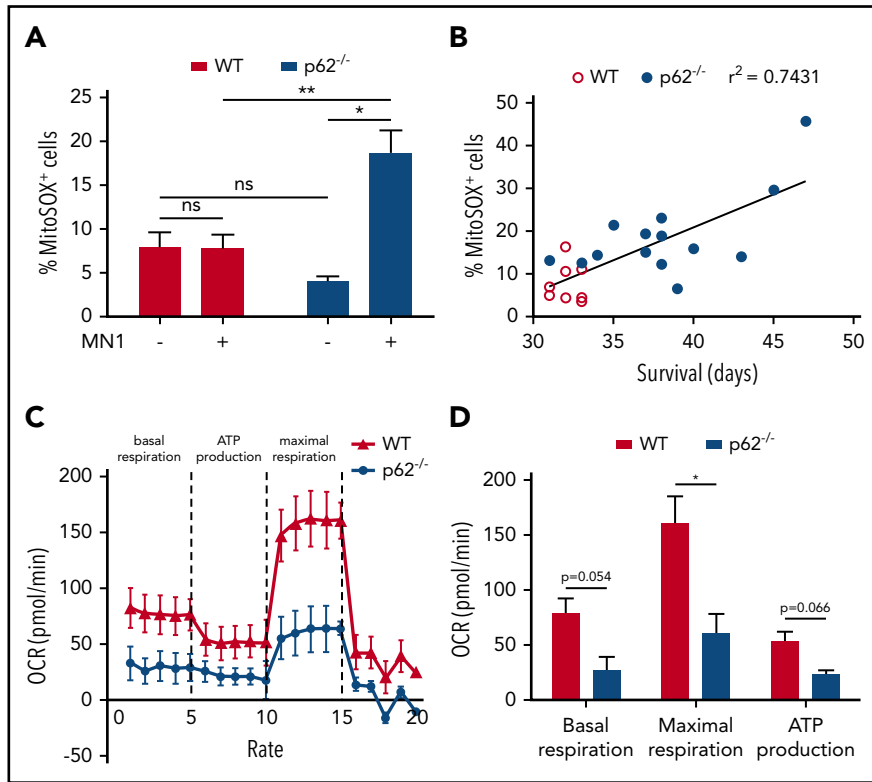 A
WT p62-/-
**
*
ns
ns
% MitoSOX+ cells
25
20
15
10
5
0
MN1 - + - +
B
WT p62-/- r2 = 0.7431
% MitoSOX+ cells
50
40
30
20
10
0
30 35 40 45 50
Survival (days)
C
basal respiration
ATP production
maximal respiration
WT
p62-/-
OCR (pmol/min)
200
150
100
50
0
-50
0 5 10 15 20
Rate
D
WT p62-/-
OCR (pmol/min)
200
150
100
50
0
p=0.054
*
p=0.066
Basal respiration
Maximal respiration
ATP production